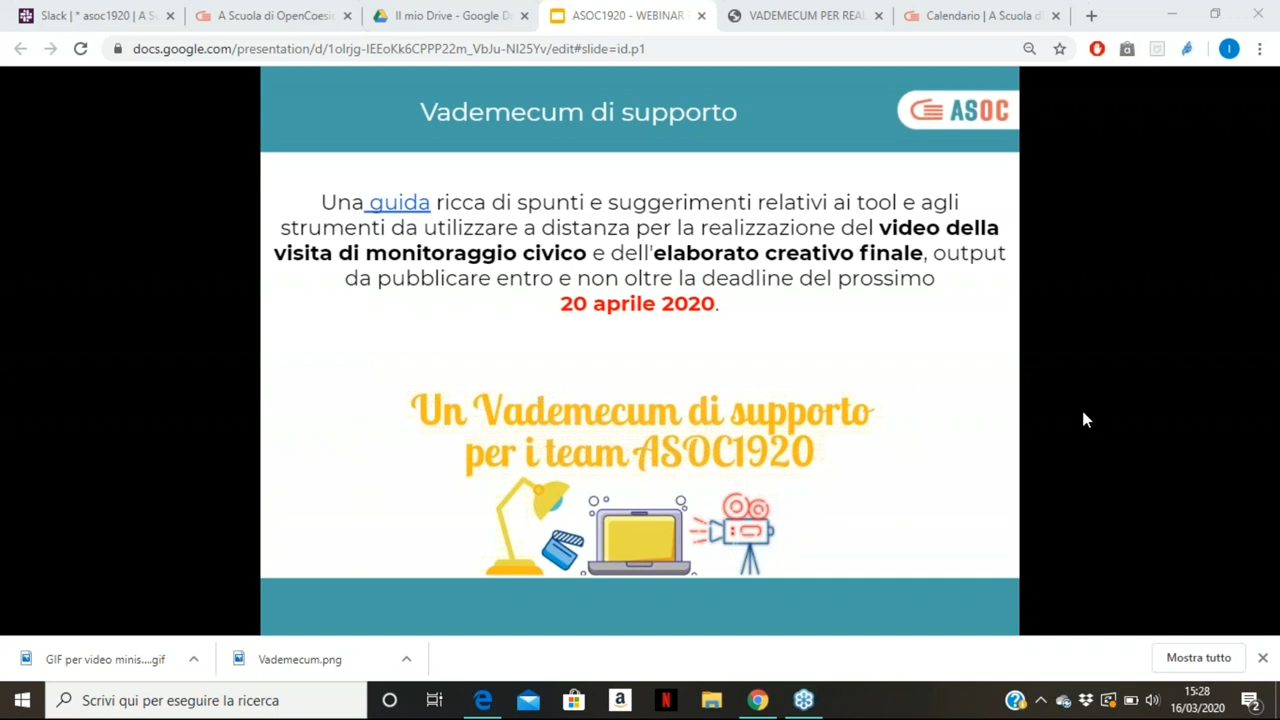 Slack | * asoc1920 | A S
A Scuola di OpenCoesi
Il mio Drive - Google D
ASOC1920 - WEBINAR
VADEMECUM PER REAL
Calendario | A Scuola d
docs.google.com/presentation/d/1olrjg-IEEoKk6CPPP22m_VbJu-NI25Yv/edit#slide=id.p1
I
Vademecum di supporto
ASOC
Una guida ricca di spunti e suggerimenti relativi ai tool e agli
strumenti da utilizzare a distanza per la realizzazione del video della
visita di monitoraggio civico e dell'elaborato creativo finale, output
da pubblicare entro e non oltre la deadline del prossimo
20 aprile 2020.
Un Vademecum di supporto
per i team ASOC1920
GIF per video minis....gif
Vademecum.png
Mostra tutto
Scrivi qui per eseguire la ricerca
15:28
16/03/2020
2